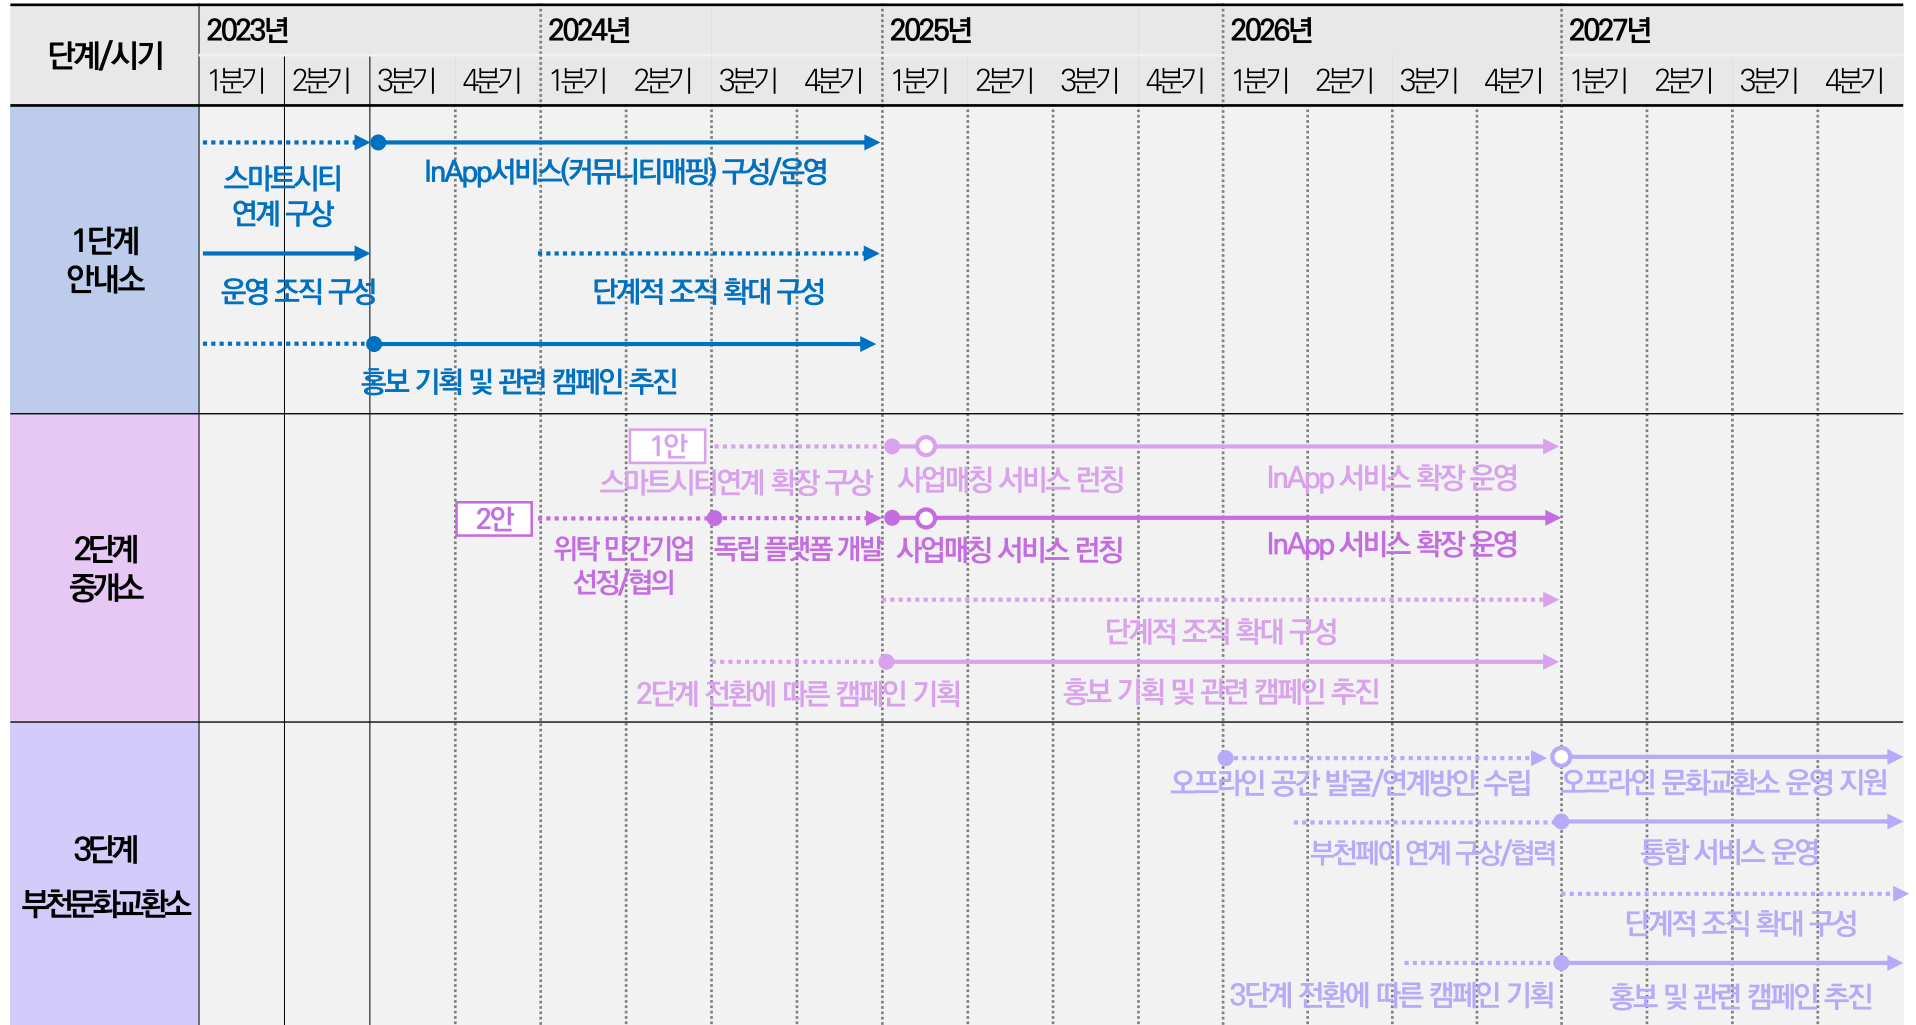 단계/시기
2023년
2024년
2025년
2026년
2027년
1분기 2분기 3분기 4분기 1분기 2분기 3분기 4분기 1분기 2분기 3분기 4분기 1분기 2분기 3분기 4분기 1분기 2분기 3분기 4분기
1단계
안내소
스마트시티
연계 구상
InApp서비스(커뮤니티매핑) 구성/운영
운영 조직 구성
단계적 조직 확대 구성
홍보 기획 및 관련 캠페인 추진
2단계
중개소
1안
스마트시티연계 확장 구상
사업매칭 서비스 런칭
InApp 서비스 확장 운영
2안
위탁 민간기업
선정/협의
독립 플랫폼 개발
사업매칭 서비스 런칭
InApp 서비스 확장 운영
단계적 조직 확대 구성
2단계 전환에 따른 캠페인 기획
홍보 기획 및 관련 캠페인 추진
3단계
부천문화교환소
오프라인 공간 발굴/연계방안 수립
오프라인 문화교환소 운영 지원
부천페이 연계 구상/협력
통합 서비스 운영
단계적 조직 확대 구성
3단계 전환에 따른 캠페인 기획
홍보 및 관련 캠페인 추진